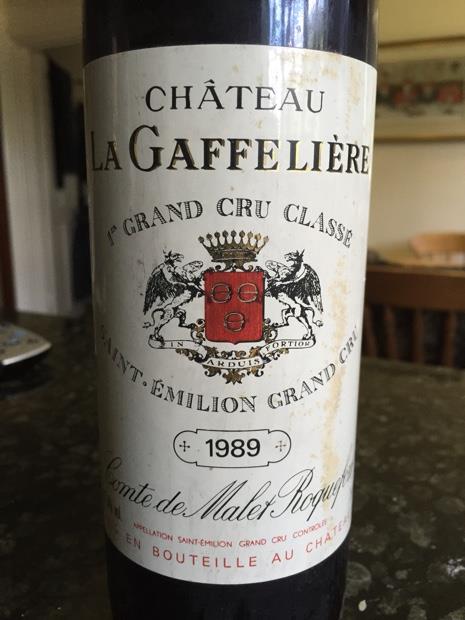 CHÂTEAU
LA GAFFELIÈRE
1er GRAND CRU CLASSÉ
IN ARDUIS FORTIOR
SAINT-ÉMILION GRAND CRU
1989
Comte de Malet Roquefort
APPELLATION SAINT-ÉMILION GRAND CRU CONTROLÉE
EN BOUTEILLE AU CHÂTEAU